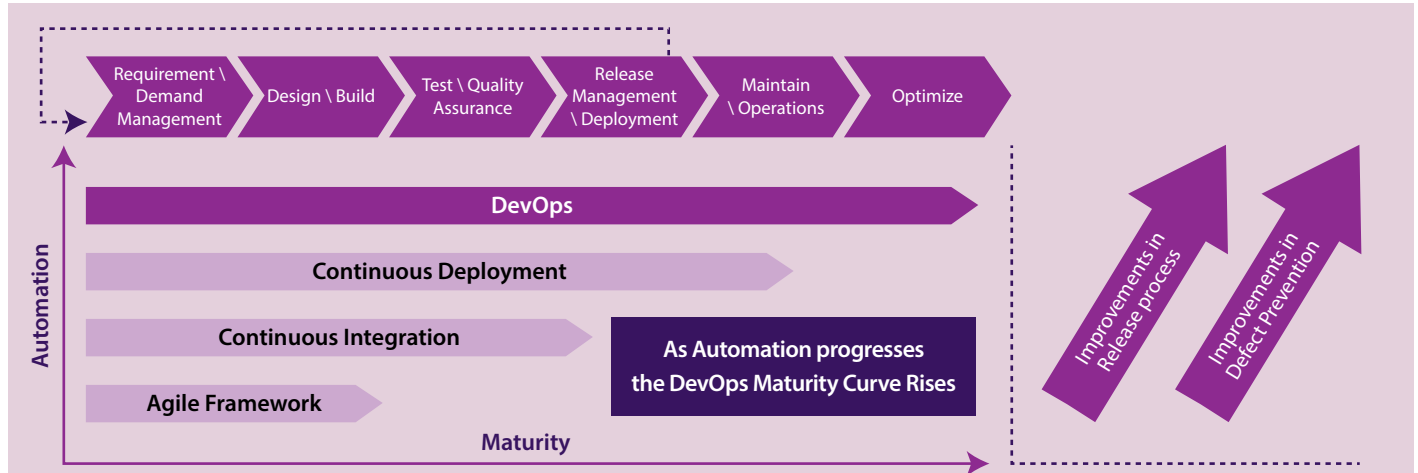 Requirement \
Demand
Management
Design \ Build
Test \ Quality
Assurance
Release
Management
\ Deployment
Maintain
\ Operations
Optimize
Automation
DevOps
Continuous Deployment
Continuous Integration
Agile Framework
As Automation progresses
the DevOps Maturity Curve Rises
Maturity
Improvements in
Release process
Improvements in
Defect Prevention